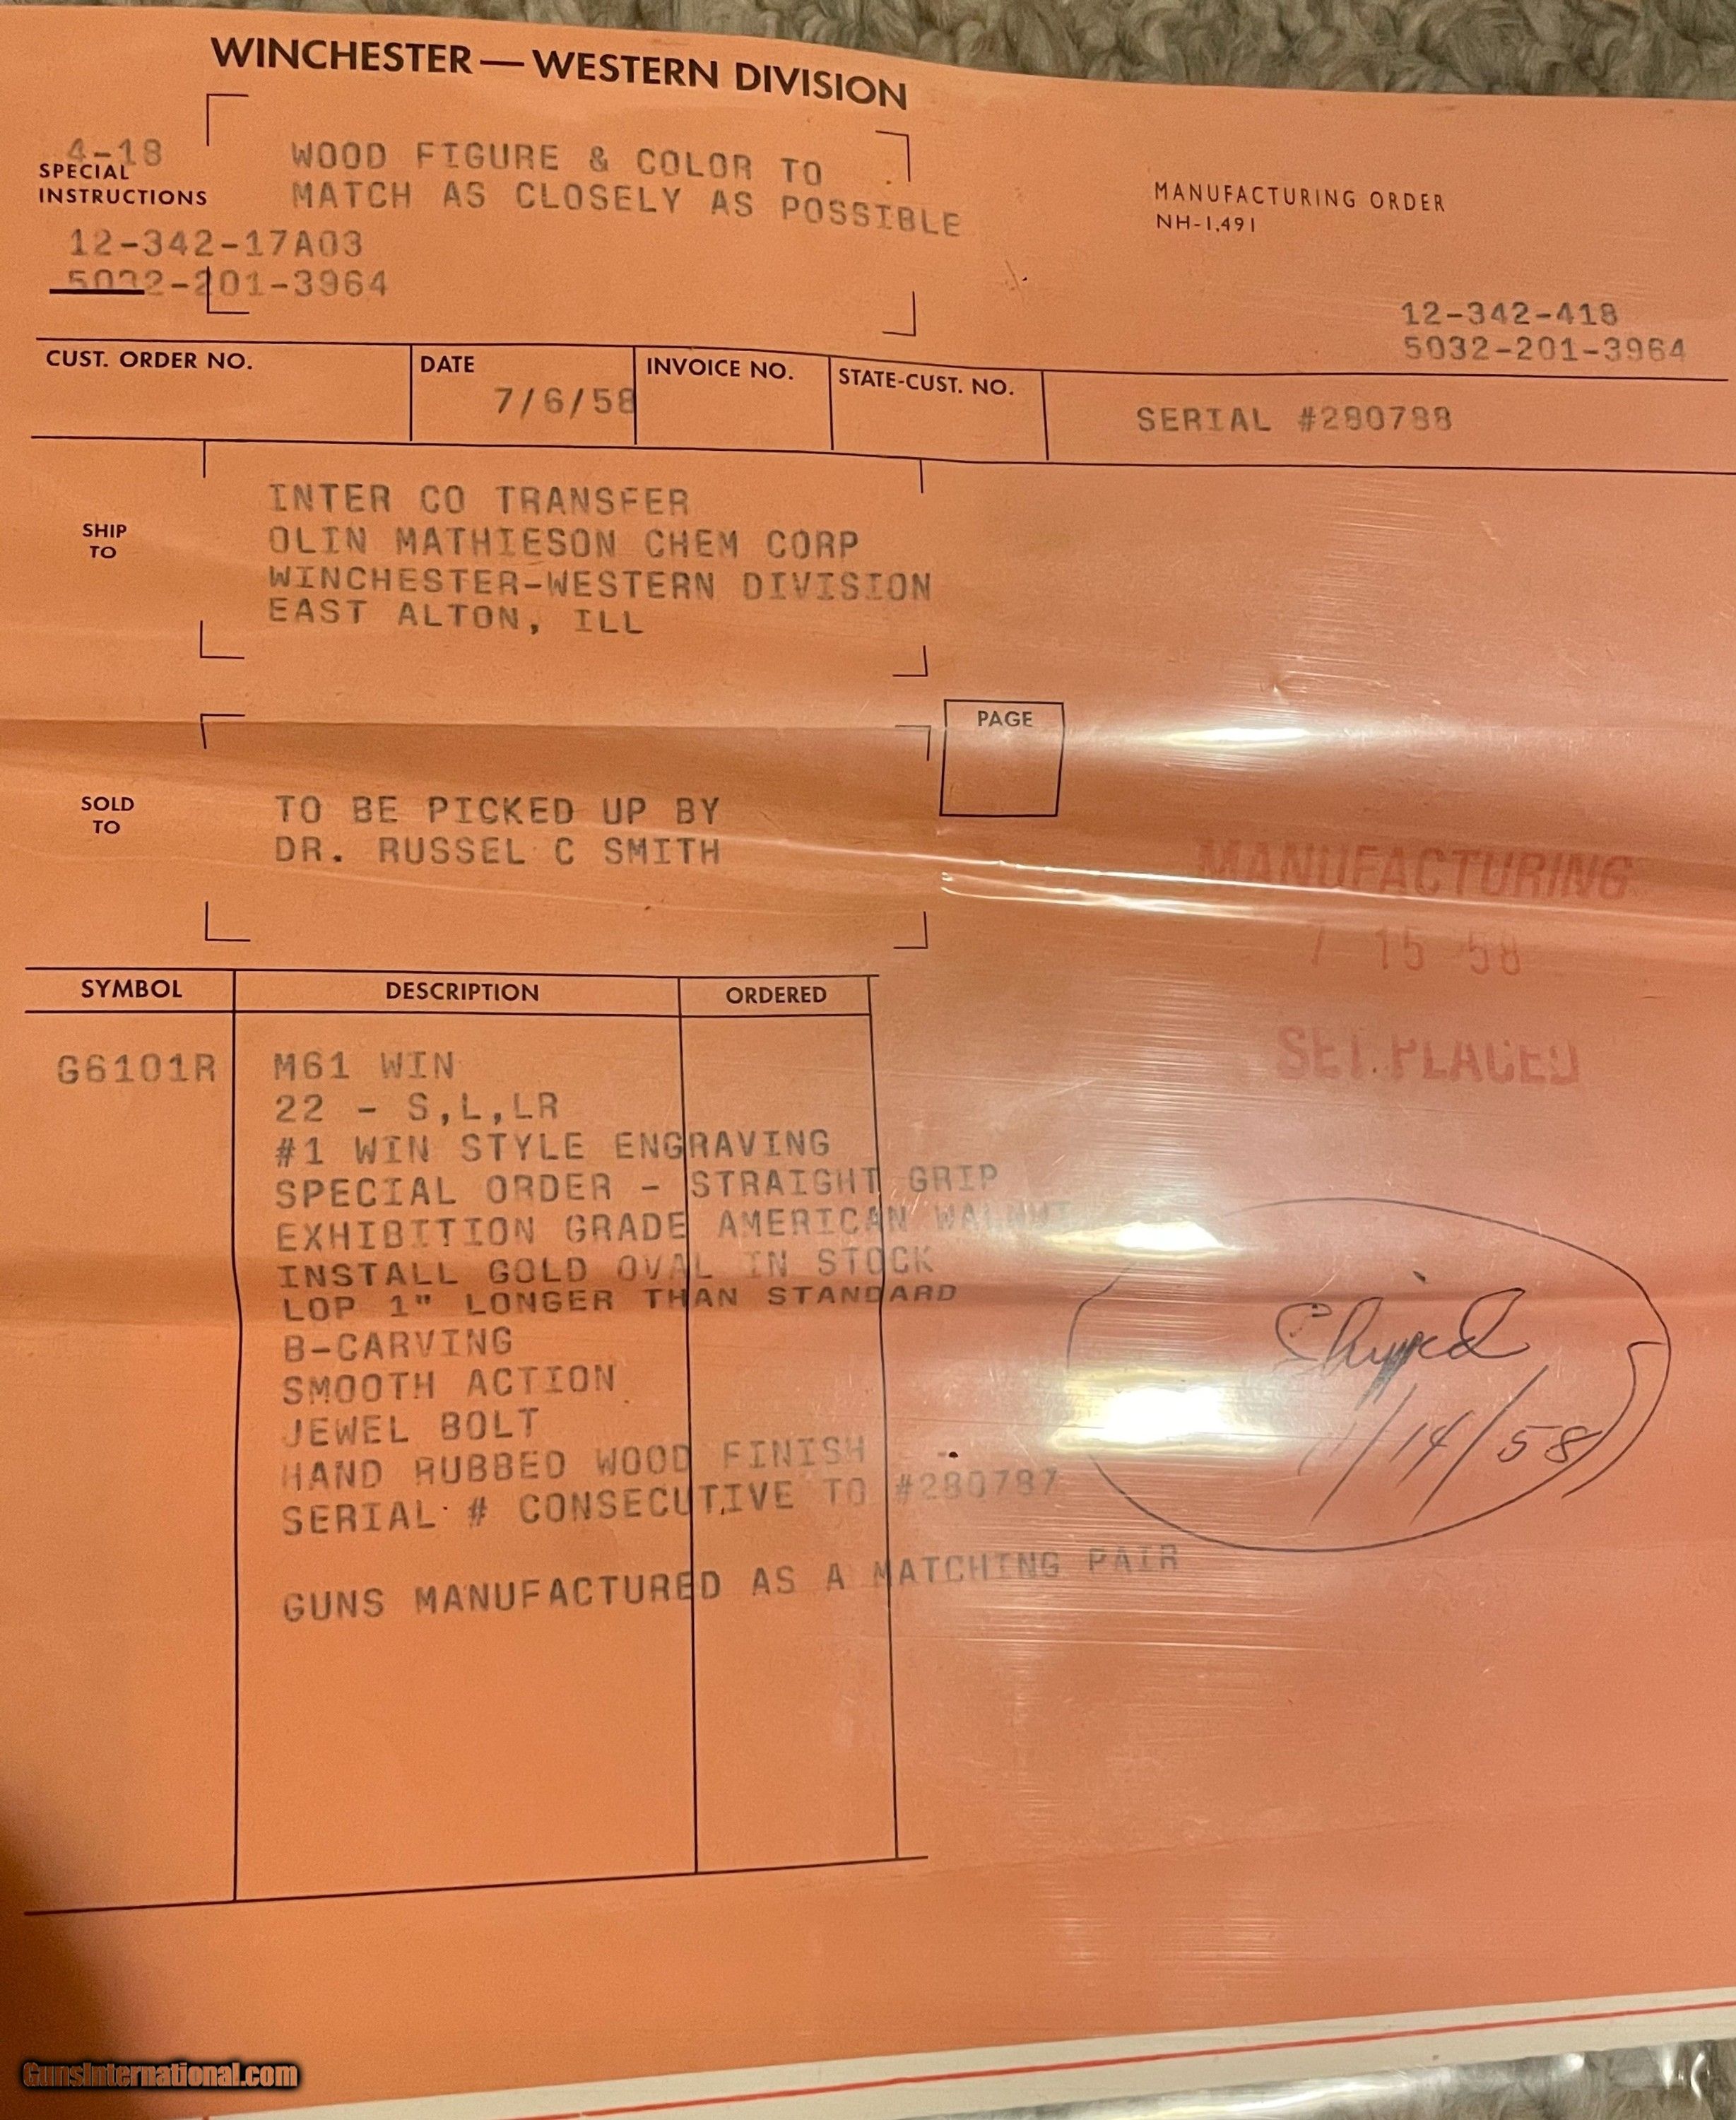 WINCHESTER — WESTERN DIVISION
4-18
SPECIAL
INSTRUCTIONS
WOOD FIGURE & COLOR TO
MATCH AS CLOSELY AS POSSIBLE
12-342-17A03
5032-201-3964
MANUFACTURING ORDER
NH-1.491
12-342-418
5032-201-3964
CUST. ORDER NO.
DATE
7/6/58
INVOICE NO.
STATE-CUST. NO.
SERIAL #280788
SHIP
TO
INTER CO TRANSFER
OLIN MATHIESON CHEM CORP
WINCHESTER-WESTERN DIVISION
EAST ALTON, ILL
PAGE
SOLD
TO
TO BE PICKED UP BY
DR. RUSSEL C SMITH
MANUFACTURING
7 15 58
SET. PLACED
SYMBOL DESCRIPTION ORDERED
G6101R M61 WIN
22 - S,L,LR
#1 WIN STYLE ENGRAVING
SPECIAL ORDER - STRAIGHT GRIP
EXHIBITION GRADE AMERICAN WALNUT
INSTALL GOLD OVAL IN STOCK
LOP 1" LONGER THAN STANDARD
B-CARVING
SMOOTH ACTION
JEWEL BOLT
HAND RUBBED WOOD FINISH
SERIAL # CONSECUTIVE TO #280787
GUNS MANUFACTURED AS A MATCHING PAIR
Shipped
11/14/58
GunsInternational.com